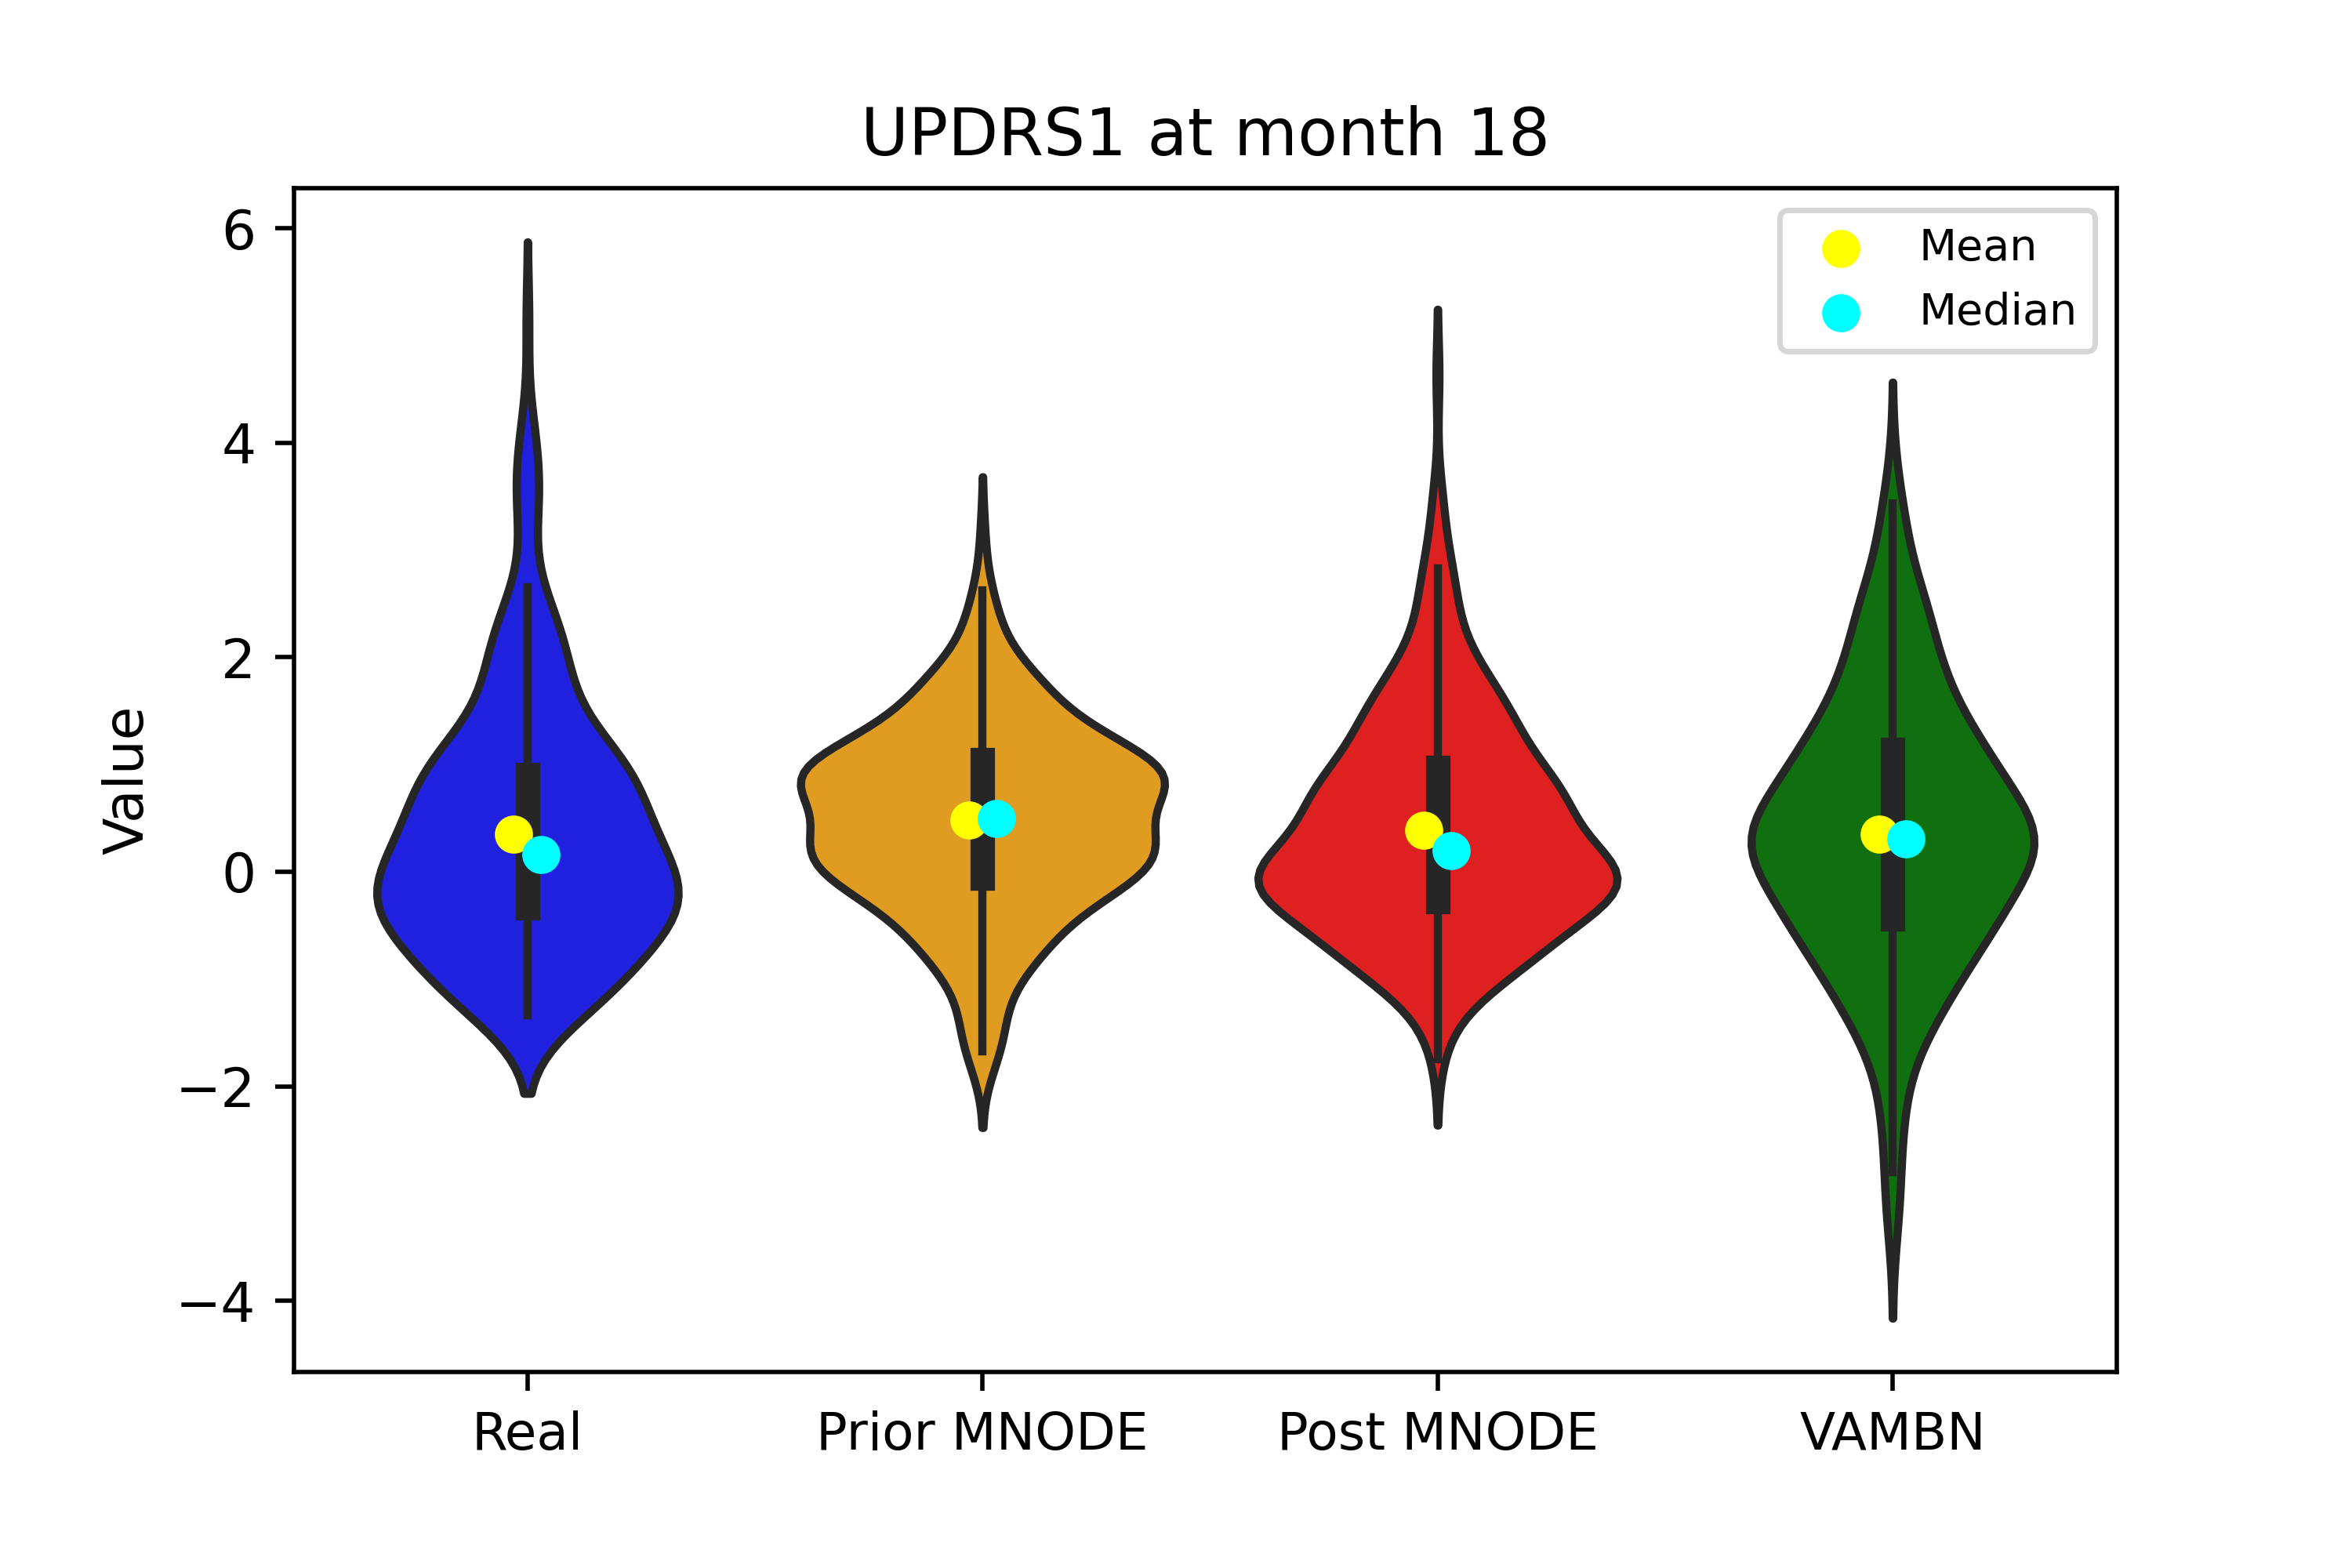 UPDRS1 at month 18
Mean
Median
Value
6
4
2
0
−2
−4
Real
Prior MNODE
Post MNODE
VAMBN